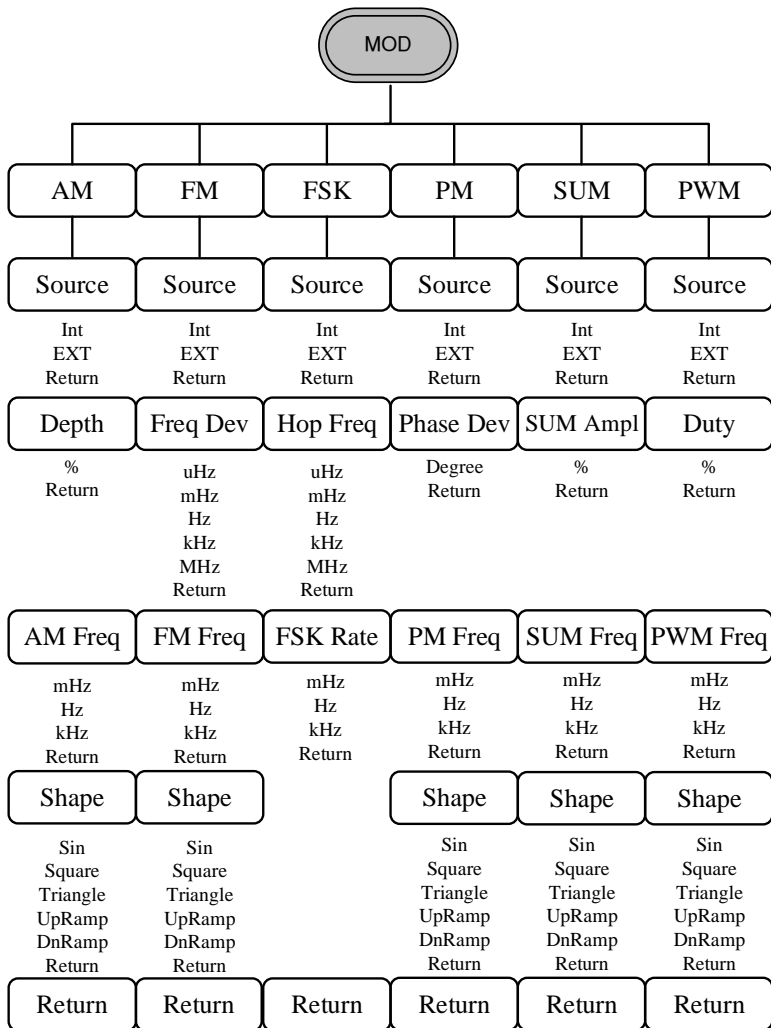 MOD
AM FM FSK PM SUM PWM
Source Source Source Source Source Source
Int Int Int Int Int Int
EXT EXT EXT EXT EXT EXT
Return Return Return Return Return Return
Depth Freq Dev Hop Freq Phase Dev SUM Ampl Duty
% uHz uHz Degree % %
Return mHz mHz Return Return Return
Hz Hz
kHz kHz
MHz MHz
Return Return
AM Freq FM Freq FSK Rate PM Freq SUM Freq PWM Freq
mHz mHz mHz mHz mHz mHz
Hz Hz Hz Hz Hz Hz
kHz kHz kHz kHz kHz kHz
Return Return Return Return Return Return
Shape Shape Shape Shape Shape
Sin Sin Sin Sin Sin
Square Square Square Square Square
Triangle Triangle Triangle Triangle Triangle
UpRamp UpRamp UpRamp UpRamp UpRamp
DnRamp DnRamp DnRamp DnRamp DnRamp
Return Return Return Return Return
Return Return Return Return Return Return